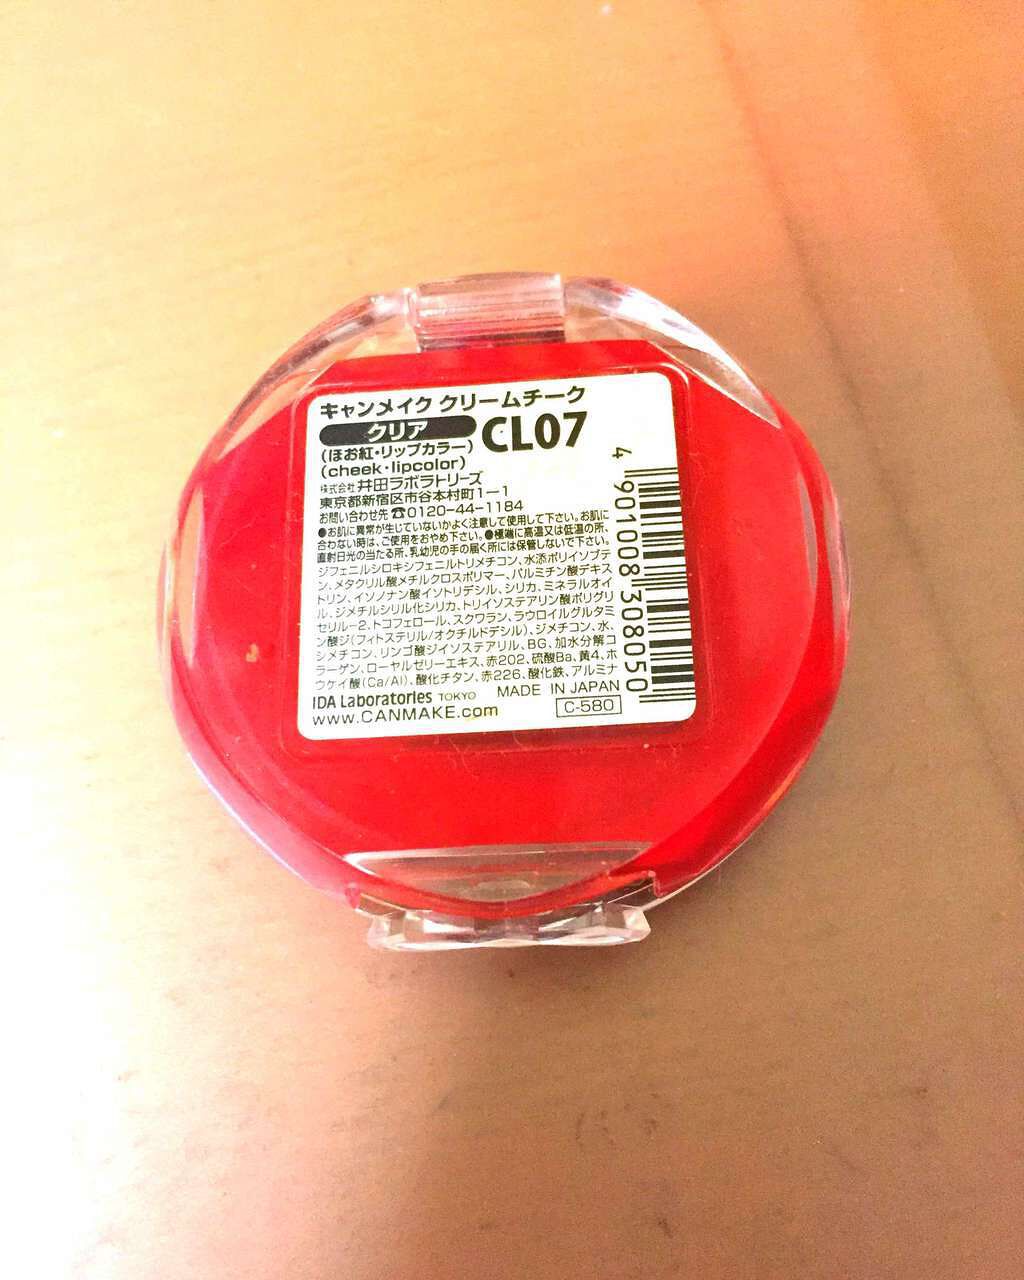 キャンメイク クリームチーク
クリア
CL07
(ほお紅・リップカラー)
(cheek・lipcolor)
株式会社 井田ラボラトリーズ
東京都新宿区市谷本村町1-1
お問い合わせ先 ☎0120-44-1184
●お肌に異常が生じていないかよく注意して使用して下さい。お肌に
合わない時は、ご使用をおやめ下さい。●極端に高温又は低温の所、
直射日光の当たる所、乳幼児の手の届く所には保管しないで下さい。
ジフェニルシロキシフェニルトリメチコン、水添ポリイソブテ
ン、メタクリル酸メチルクロスポリマー、パルミチン酸デキス
トリン、イソノナン酸イソトリデシル、シリカ、ミネラルオイ
ル、ジメチルシリル化シリカ、トリイソステアリン酸ポリグリ
セリル-2、トコフェロール、スクワラン、ラウロイルグルタミ
ン酸ジ(フィトステリル/オクチルドデシル)、ジメチコン、水、
シメチコン、リンゴ酸ジイソステアリル、BG、加水分解コ
ラーゲン、ローヤルゼリーエキス、赤202、硫酸Ba、黄4、ホ
ウケイ酸(Ca/Al)、酸化チタン、赤226、酸化鉄、アルミナ
IDA Laboratories TOKYO MADE IN JAPAN
www.CANMAKE.com C-580
4 901008 308050